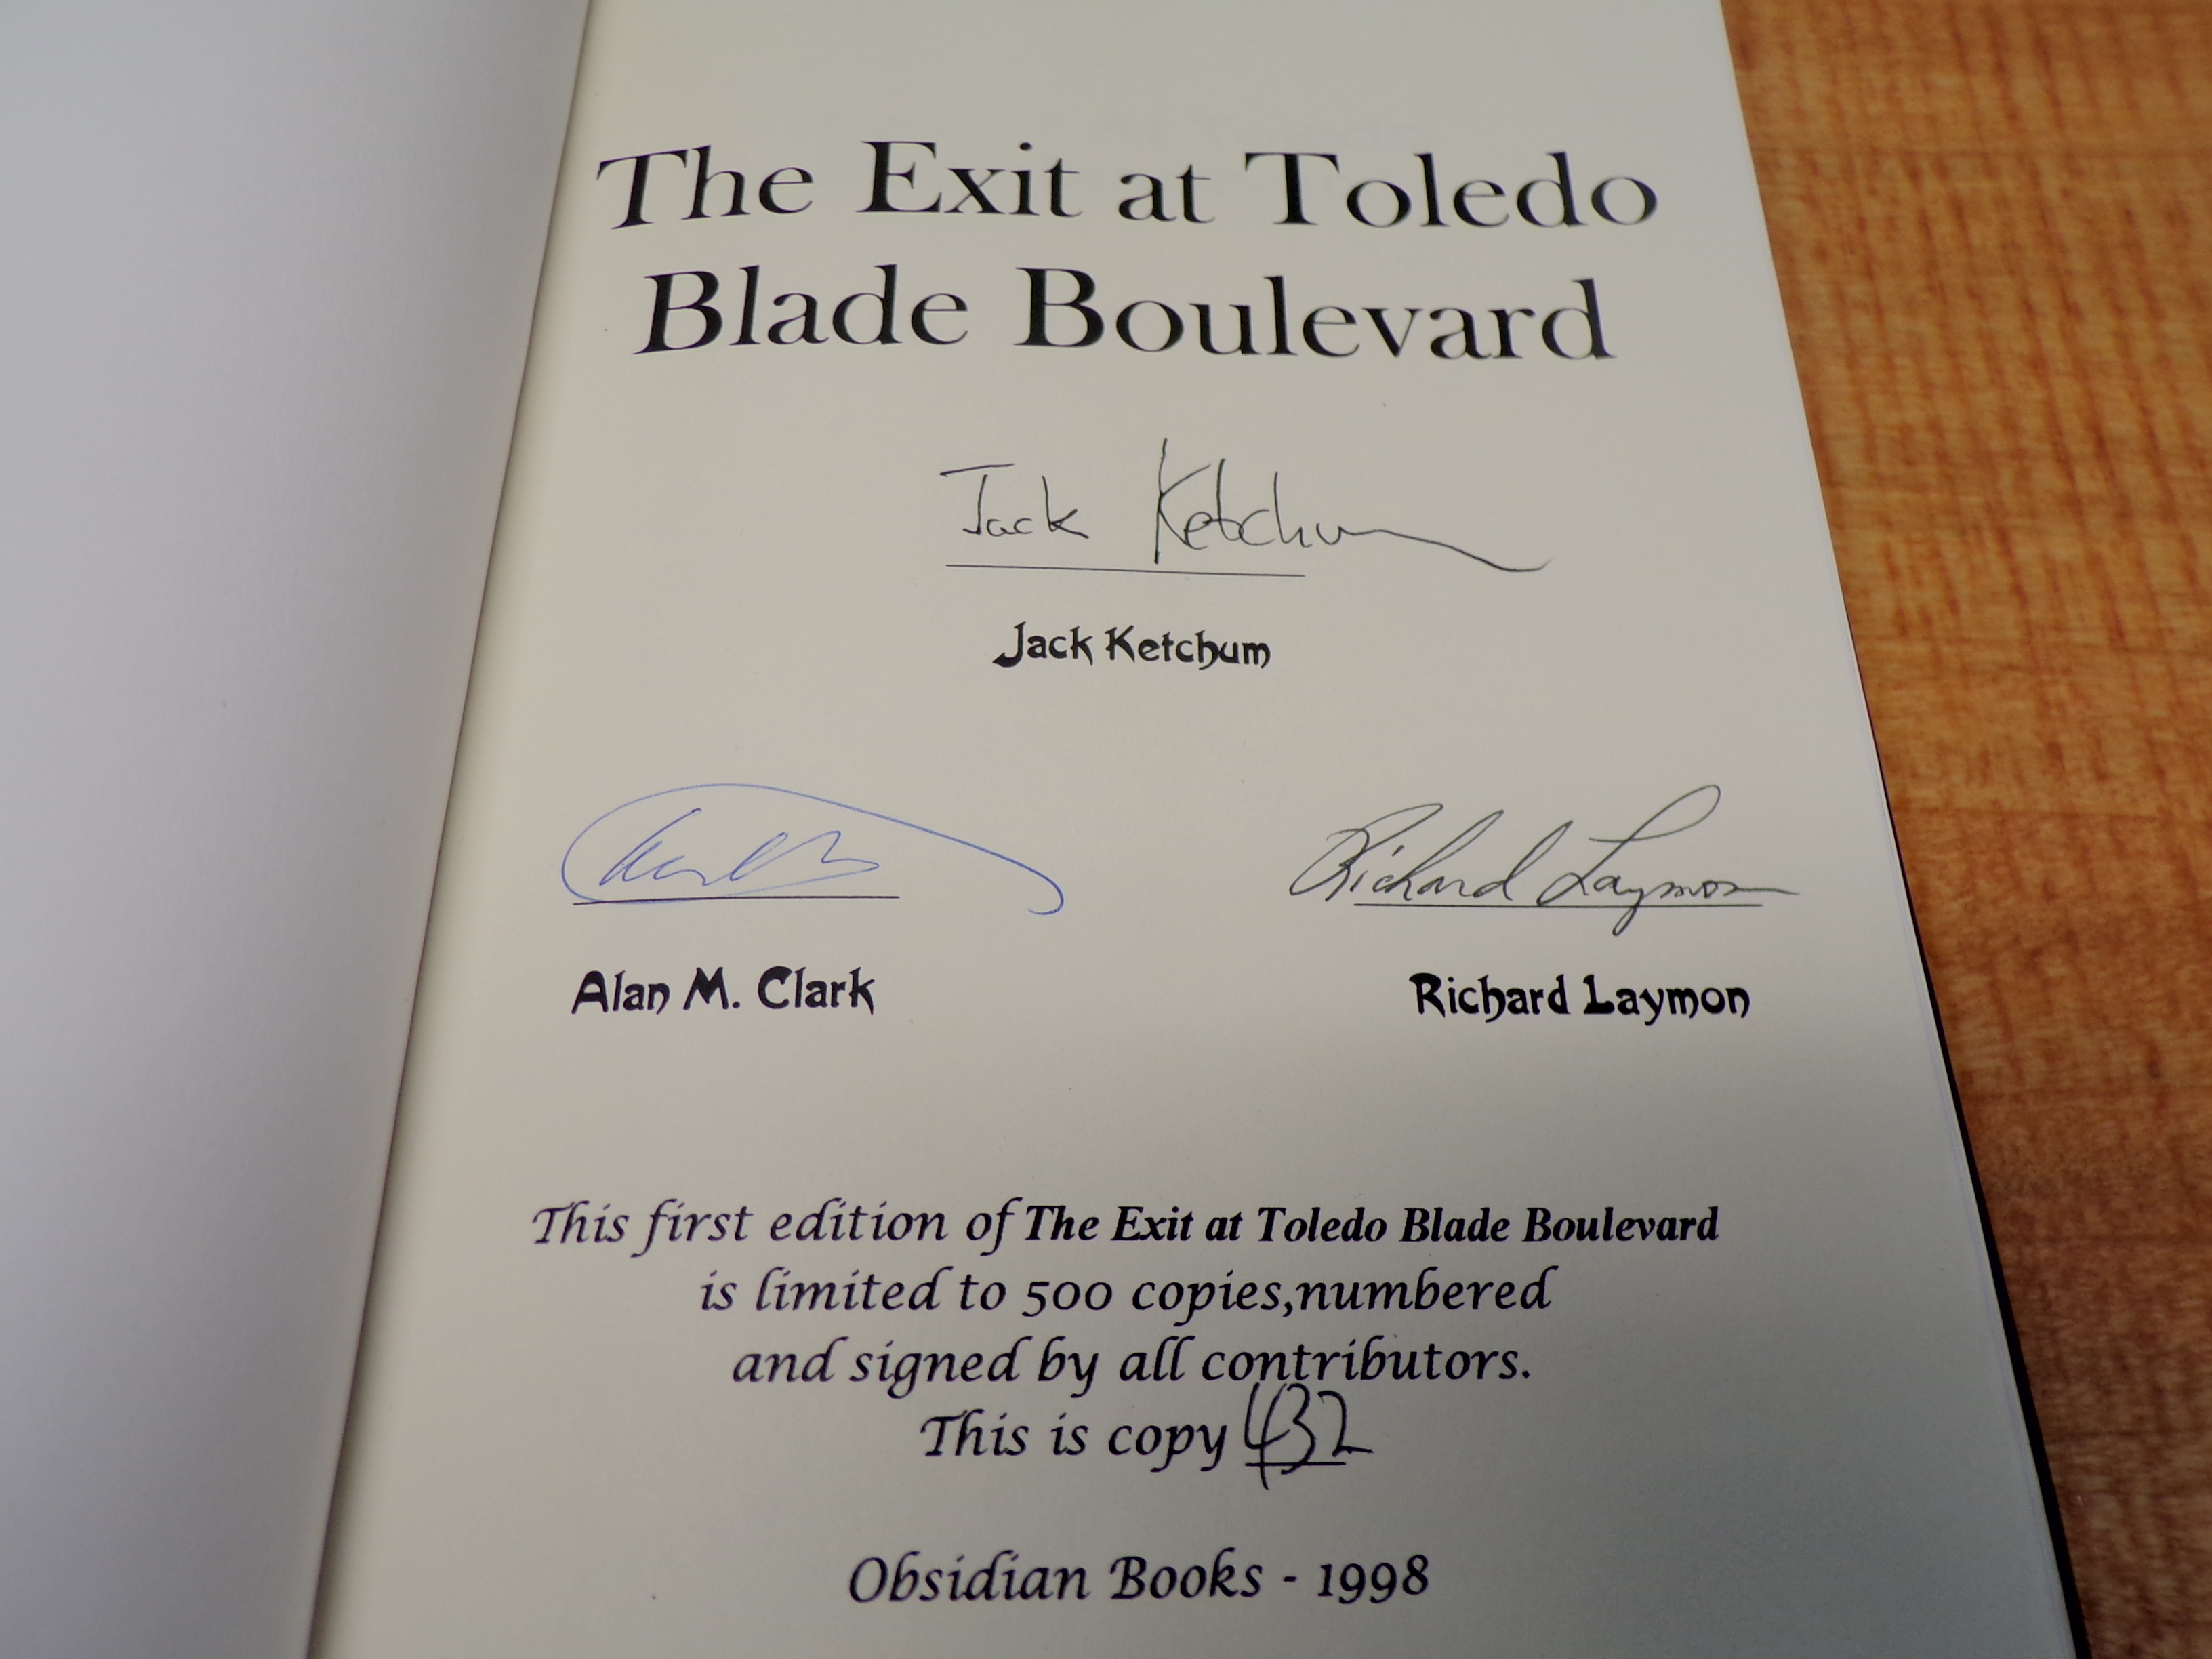 The Exit at Toledo
Blade Boulevard
Jack Ketchum
Jack Ketchum
Richard Laymon
Alan M. Clark
Richard Laymon
This first edition of The Exit at Toledo Blade Boulevard
is limited to 500 copies,numbered
and signed by all contributors.
This is copy 432
Obsidian Books - 1998